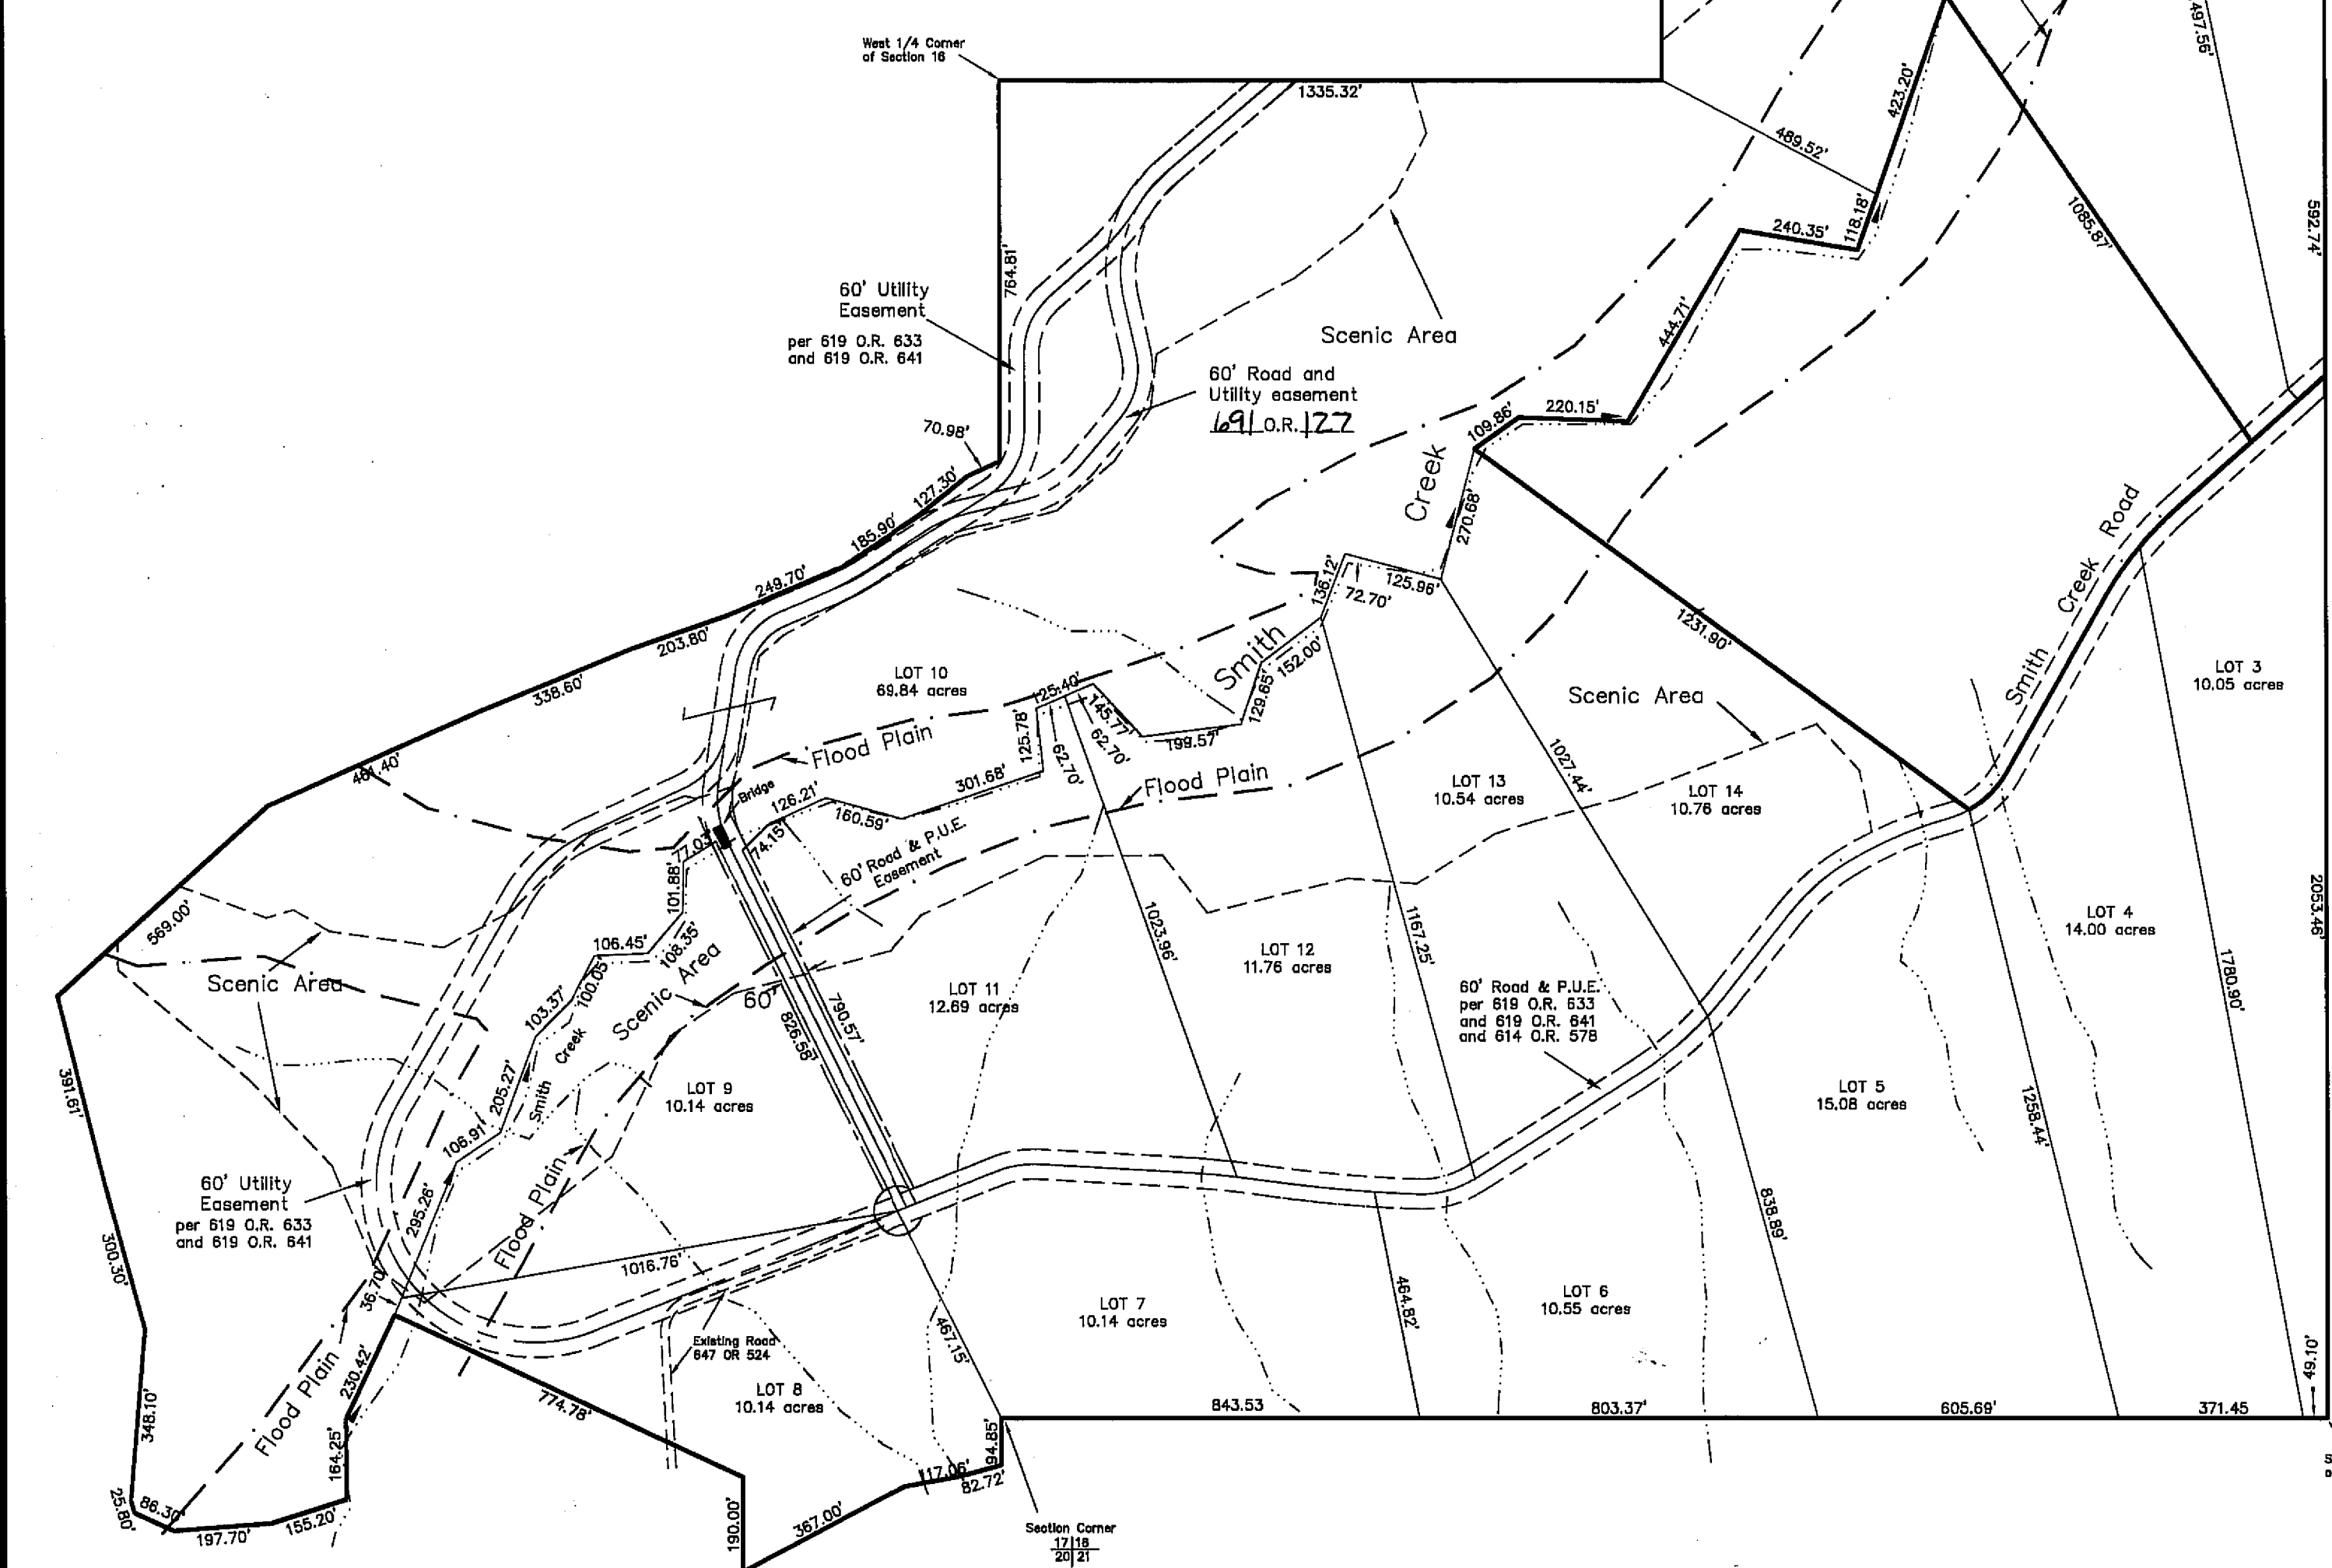 West 1/4 Corner
of Section 16
1335.32'
497.56'
423.20'
489.52'
118.18'
240.35'
1085.87'
592.74'
764.81'
60' Utility
Easement
per 619 O.R. 633
and 619 O.R. 641
Scenic Area
60' Road and
Utility easement
691 O.R. 122
444.71'
220.15'
109.86'
70.98'
127.30'
185.90'
249.70'
203.80'
338.60'
461.40'
569.00'
Creek
270.68'
136.12'
125.96'
72.70'
Smith
152.00'
129.65'
199.57'
145.77'
62.70'
125.40'
62.70'
125.78'
301.68'
LOT 10
69.84 acres
Flood Plain
Flood Plain
Bridge
126.21'
160.59'
74.15'
77.03'
101.88'
60' Road & P.U.E.
Easement
1231.90'
Smith Creek Road
Scenic Area
LOT 3
10.05 acres
1027.44'
LOT 13
10.54 acres
LOT 14
10.76 acres
LOT 4
14.00 acres
2053.46'
1780.90'
106.45'
108.35'
100.05'
103.37'
Scenic Area
Scenic Area
60'
826.58'
790.57'
LOT 11
12.69 acres
1023.96'
LOT 12
11.76 acres
1167.25'
60' Road & P.U.E.
per 619 O.R. 633
and 619 O.R. 641
and 614 O.R. 578
Smith Creek
205.27'
106.91'
295.26'
LOT 9
10.14 acres
LOT 5
15.08 acres
1258.44'
838.89'
391.61'
300.30'
60' Utility
Easement
per 619 O.R. 633
and 619 O.R. 641
Flood Plain
36.70'
1016.76'
Existing Road
647 OR 524
467.15'
LOT 7
10.14 acres
464.82'
LOT 6
10.55 acres
49.10'
348.10'
Flood Plain
230.42'
164.25'
774.78'
LOT 8
10.14 acres
843.53
803.37'
605.69'
371.45
94.85'
117.06'
82.72'
25.80'
86.30'
197.70'
155.20'
190.00'
367.00'
Section Corner
17|16
20|21